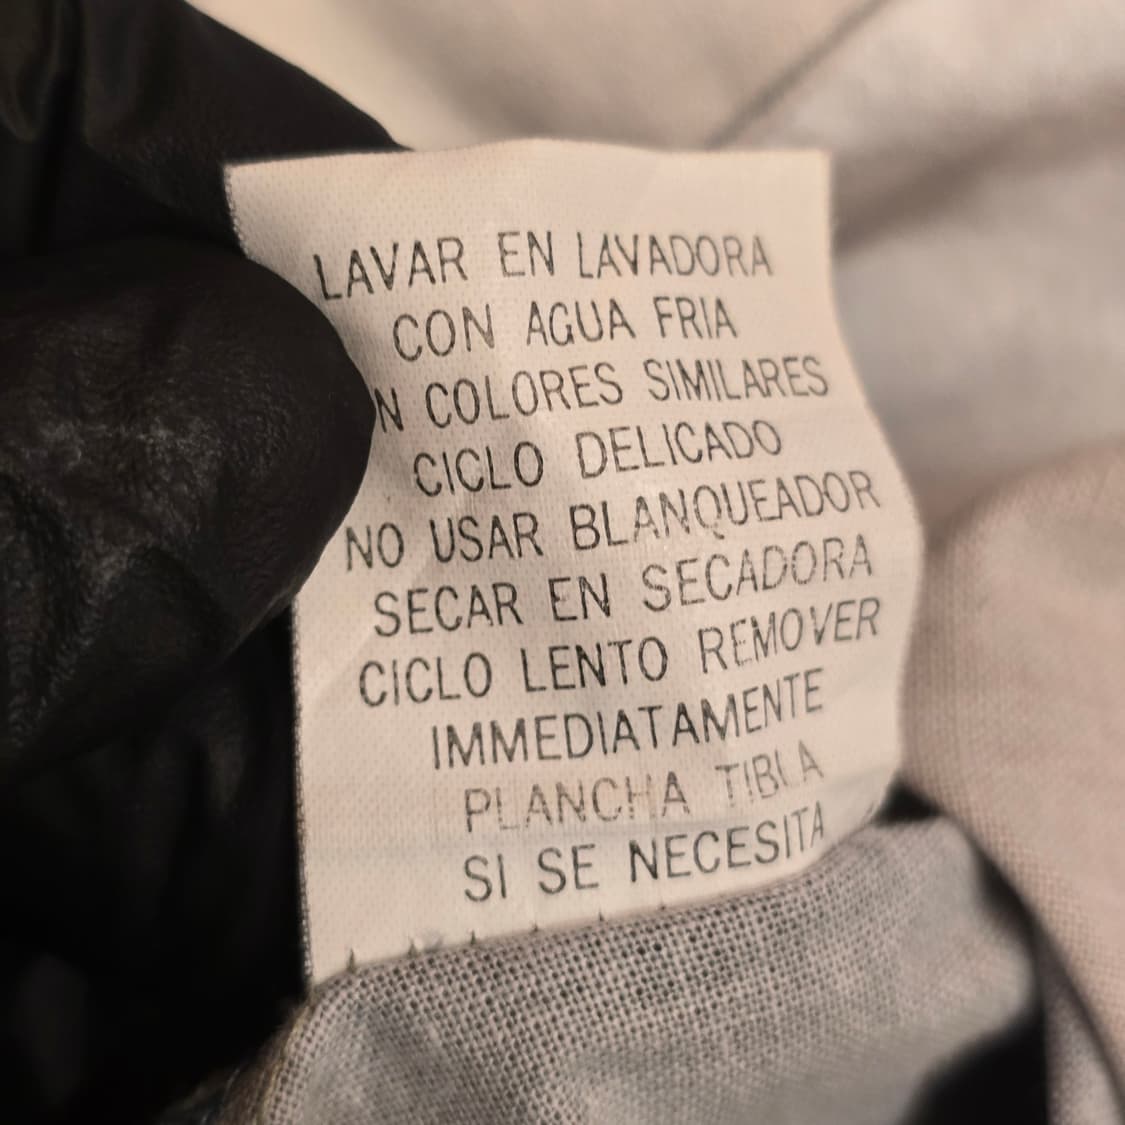 LAVAR EN LAVADORA
CON AGUA FRIA
N COLORES SIMILARES
CICLO DELICADO
NO USAR BLANQUEADOR
SECAR EN SECADORA
CICLO LENTO REMOVER
IMMEDIATAMENTE
PLANCHA TIBIA
SI SE NECESITA